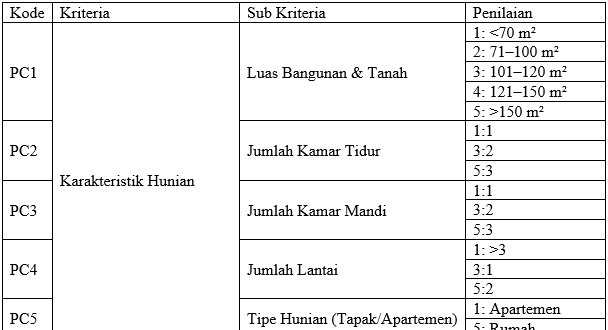 Kode Kriteria Sub Kriteria Penilaian
PC1 Karakteristik Hunian Luas Bangunan & Tanah 1: <70 m²
2: 71–100 m²
3: 101–120 m²
4: 121–150 m²
5: >150 m²
PC2 Jumlah Kamar Tidur 1:1
3:2
5:3
PC3 Jumlah Kamar Mandi 1:1
3:2
5:3
PC4 Jumlah Lantai 1: >3
3:1
5:2
PC5 Tipe Hunian (Tapak/Apartemen) 1: Apartemen
5: Rumah